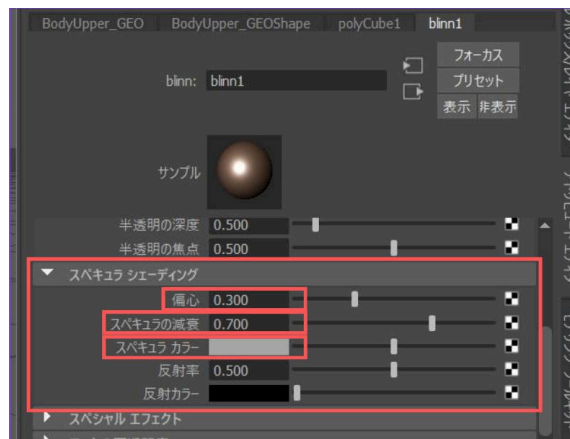 BodyUpper_GEO BodyUpper_GEOShape polyCube1 blinn1
フォーカス
blinn: blinn1
プリセット
表示 非表示
サンプル
半透明の深度 0.500
半透明の焦点 0.500
スペキュラ シェーディング
偏心 0.300
スペキュラの減衰 0.700
スペキュラ カラー
反射率 0.500
反射カラー
スペシャル エフェクト